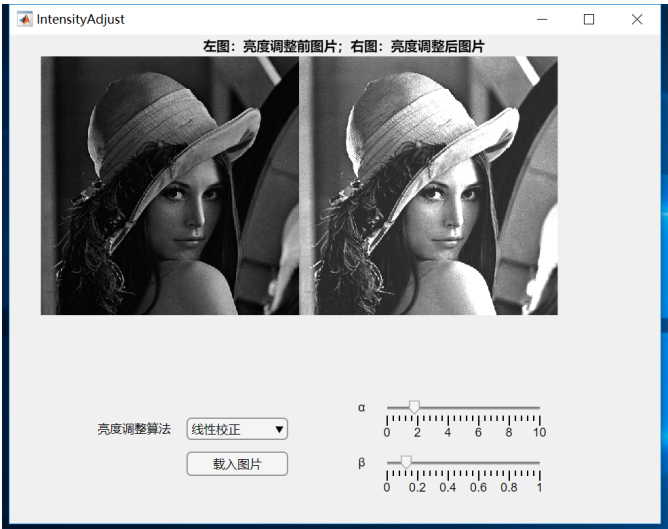 IntensityAdjust
左图：亮度调整前图片；右图：亮度调整后图片
亮度调整算法 线性校正
载入图片
α
0 2 4 6 8 10
β
0 0.2 0.4 0.6 0.8 1